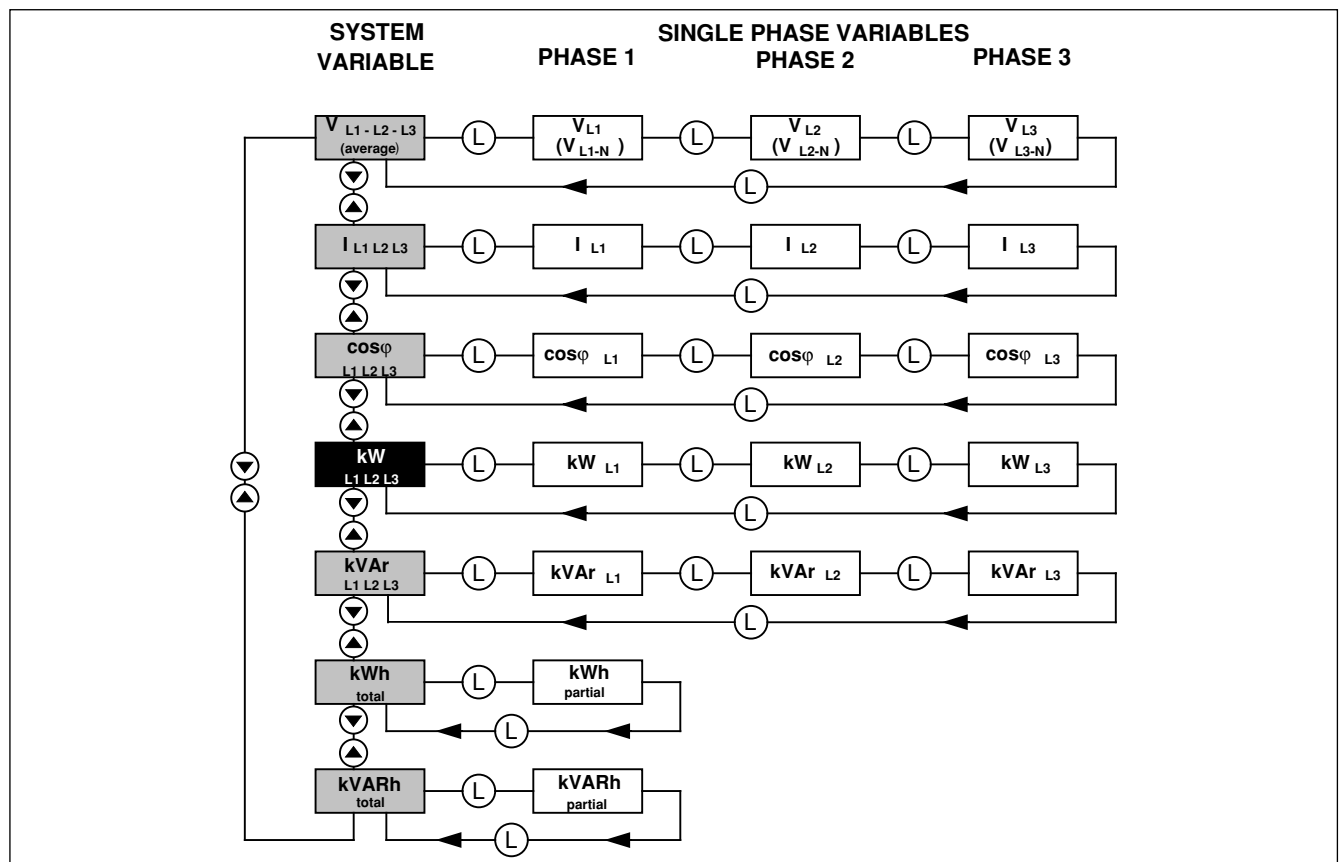 SYSTEM VARIABLE
SINGLE PHASE VARIABLES
PHASE 1
PHASE 2
PHASE 3
V L1 - L2 - L3
(average)
L
V L1
(V L1-N )
L
V L2
(V L2-N )
L
V L3
(V L3-N)
L
I L1 L2 L3
L
I L1
L
I L2
L
I L3
L
cosφ
L1 L2 L3
L
cosφ L1
L
cosφ L2
L
cosφ L3
L
kW
L1 L2 L3
L
kW L1
L
kW L2
L
kW L3
L
kVAr
L1 L2 L3
L
kVAr L1
L
kVAr L2
L
kVAr L3
L
kWh
total
L
kWh
partial
L
kVARh
total
L
kVARh
partial
L